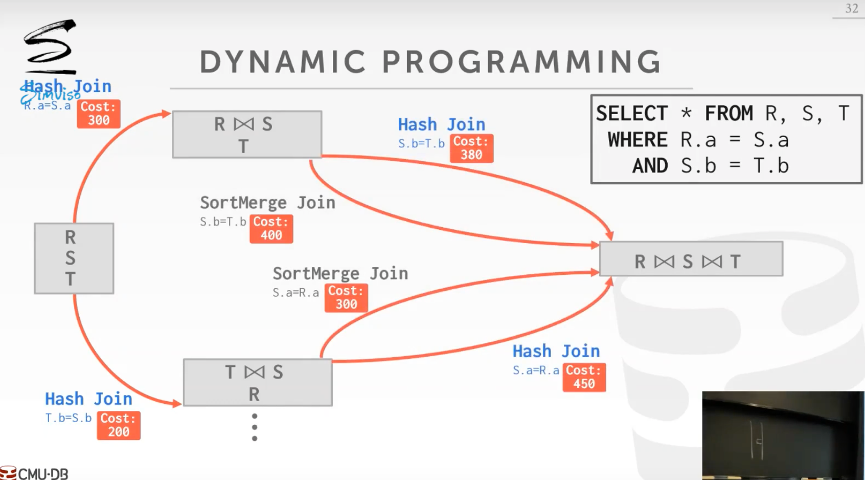 32
DYNAMIC PROGRAMMING
Simviso
Hash Join
R.a=S.a
Cost:
300
R ⋈ S
T
Hash Join
S.b=T.b
Cost:
380
SELECT * FROM R, S, T
WHERE R.a = S.a
AND S.b = T.b
SortMerge Join
S.b=T.b
Cost:
400
R
S
T
R ⋈ S ⋈ T
SortMerge Join
S.a=R.a
Cost:
300
Hash Join
S.a=R.a
Cost:
450
T ⋈ S
R
Hash Join
T.b=S.b
Cost:
200
CMU·DB